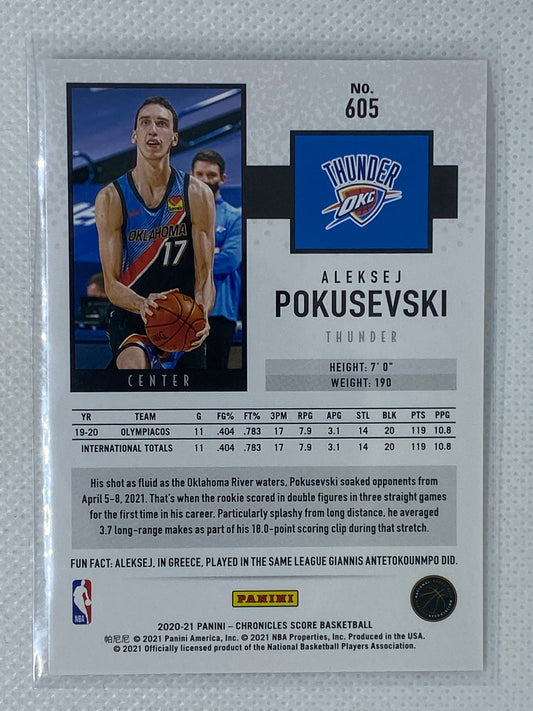 No.
605
THUNDER
OKC
OKLAHOMA
17
ALEKSEJ
POKUSEVSKI
THUNDER
CENTER
HEIGHT: 7' 0"
WEIGHT: 190
YR TEAM G FG% FT% 3PM RPG APG STL BLK PTS PPG
19-20 OLYMPIACOS 11 .404 .783 17 7.9 3.1 14 20 119 10.8
INTERNATIONAL TOTALS 11 .404 .783 17 7.9 3.1 14 20 119 10.8
His shot as fluid as the Oklahoma River waters, Pokusevski soaked opponents from
April 5–8, 2021. That's when the rookie scored in double figures in three straight games
for the first time in his career. Particularly splashy from long distance, he averaged
3.7 long-range makes as part of his 18.0-point scoring clip during that stretch.
FUN FACT: ALEKSEJ, IN GREECE, PLAYED IN THE SAME LEAGUE GIANNIS ANTETOKOUNMPO DID.
NBA
PANINI
2020-21 PANINI – CHRONICLES SCORE BASKETBALL
帕尼尼 © 2021 Panini America, Inc. © 2021 NBA Properties, Inc. Produced in the USA.
© 2021 Officially licensed product of the National Basketball Players Association.